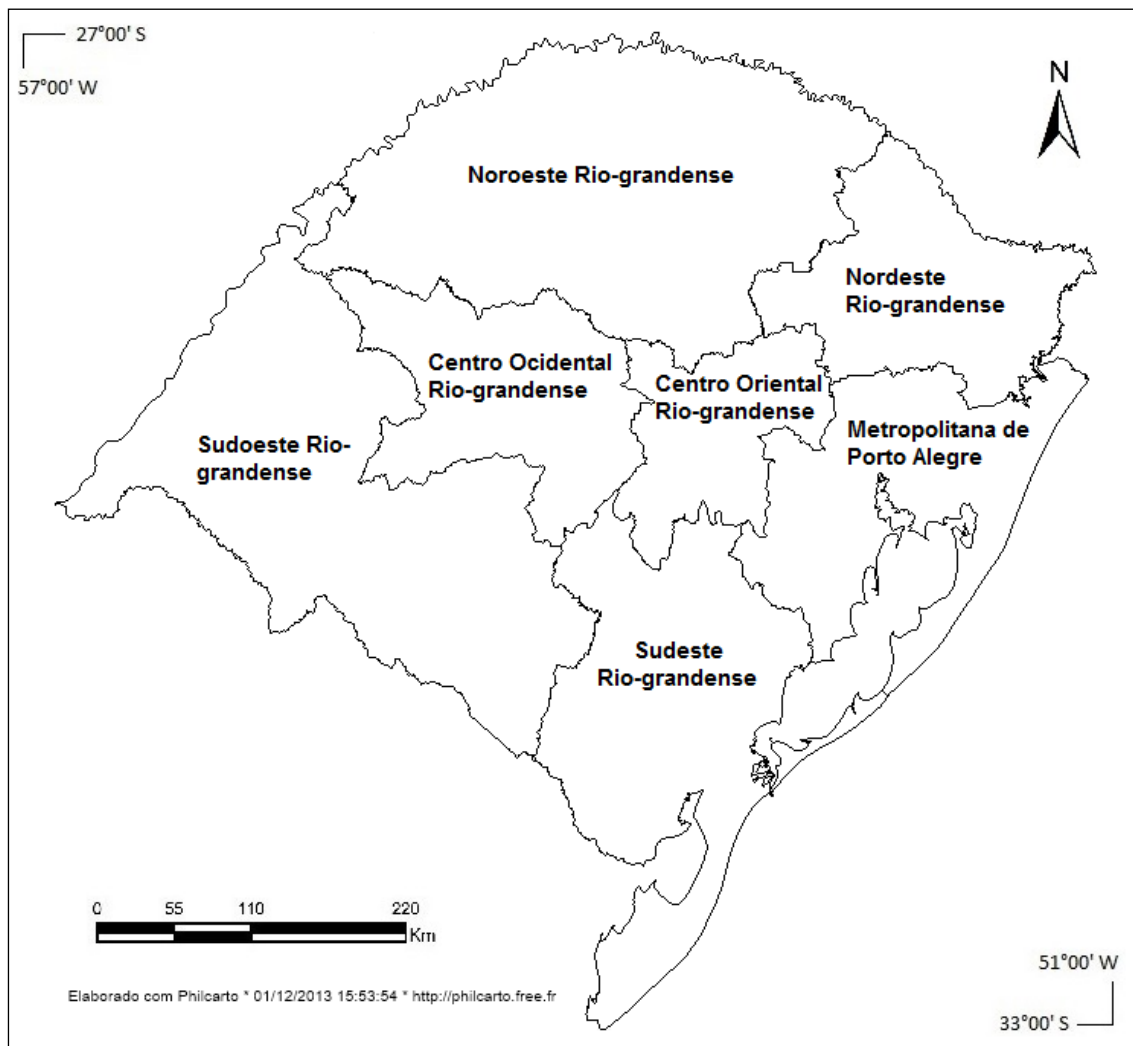 27°00' S
57°00' W
N
Noroeste Rio-grandense
Nordeste
Rio-grandense
Centro Ocidental
Rio-grandense
Centro Oriental
Rio-grandense
Metropolitana de
Porto Alegre
Sudoeste Rio-
grandense
Sudeste
Rio-grandense
0 55 110 220
Km
Elaborado com Philcarto * 01/12/2013 15:53:54 * http://philcarto.free.fr
51°00' W
33°00' S